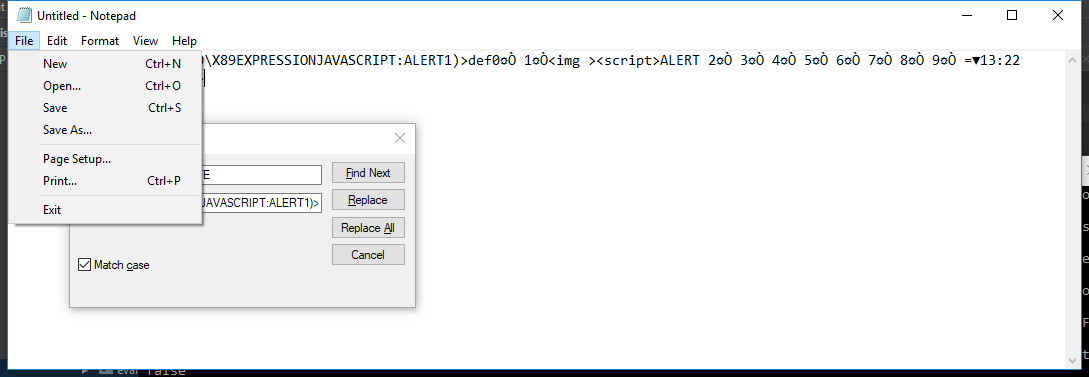 Untitled - Notepad
File Edit Format View Help
\X89EXPRESSIONJAVASCRIPT:ALERT1)>def0¤Ò 1¤Ò<img ><script>ALERT 2¤Ò 3¤Ò 4¤Ò 5¤Ò 6¤Ò 7¤Ò 8¤Ò 9¤Ò =▼13:22
New Ctrl+N
Open... Ctrl+O
Save Ctrl+S
Save As...
Page Setup...
Print... Ctrl+P
Exit
E
JAVASCRIPT:ALERT1)>
Find Next
Replace
Replace All
Cancel
Match case
eval false